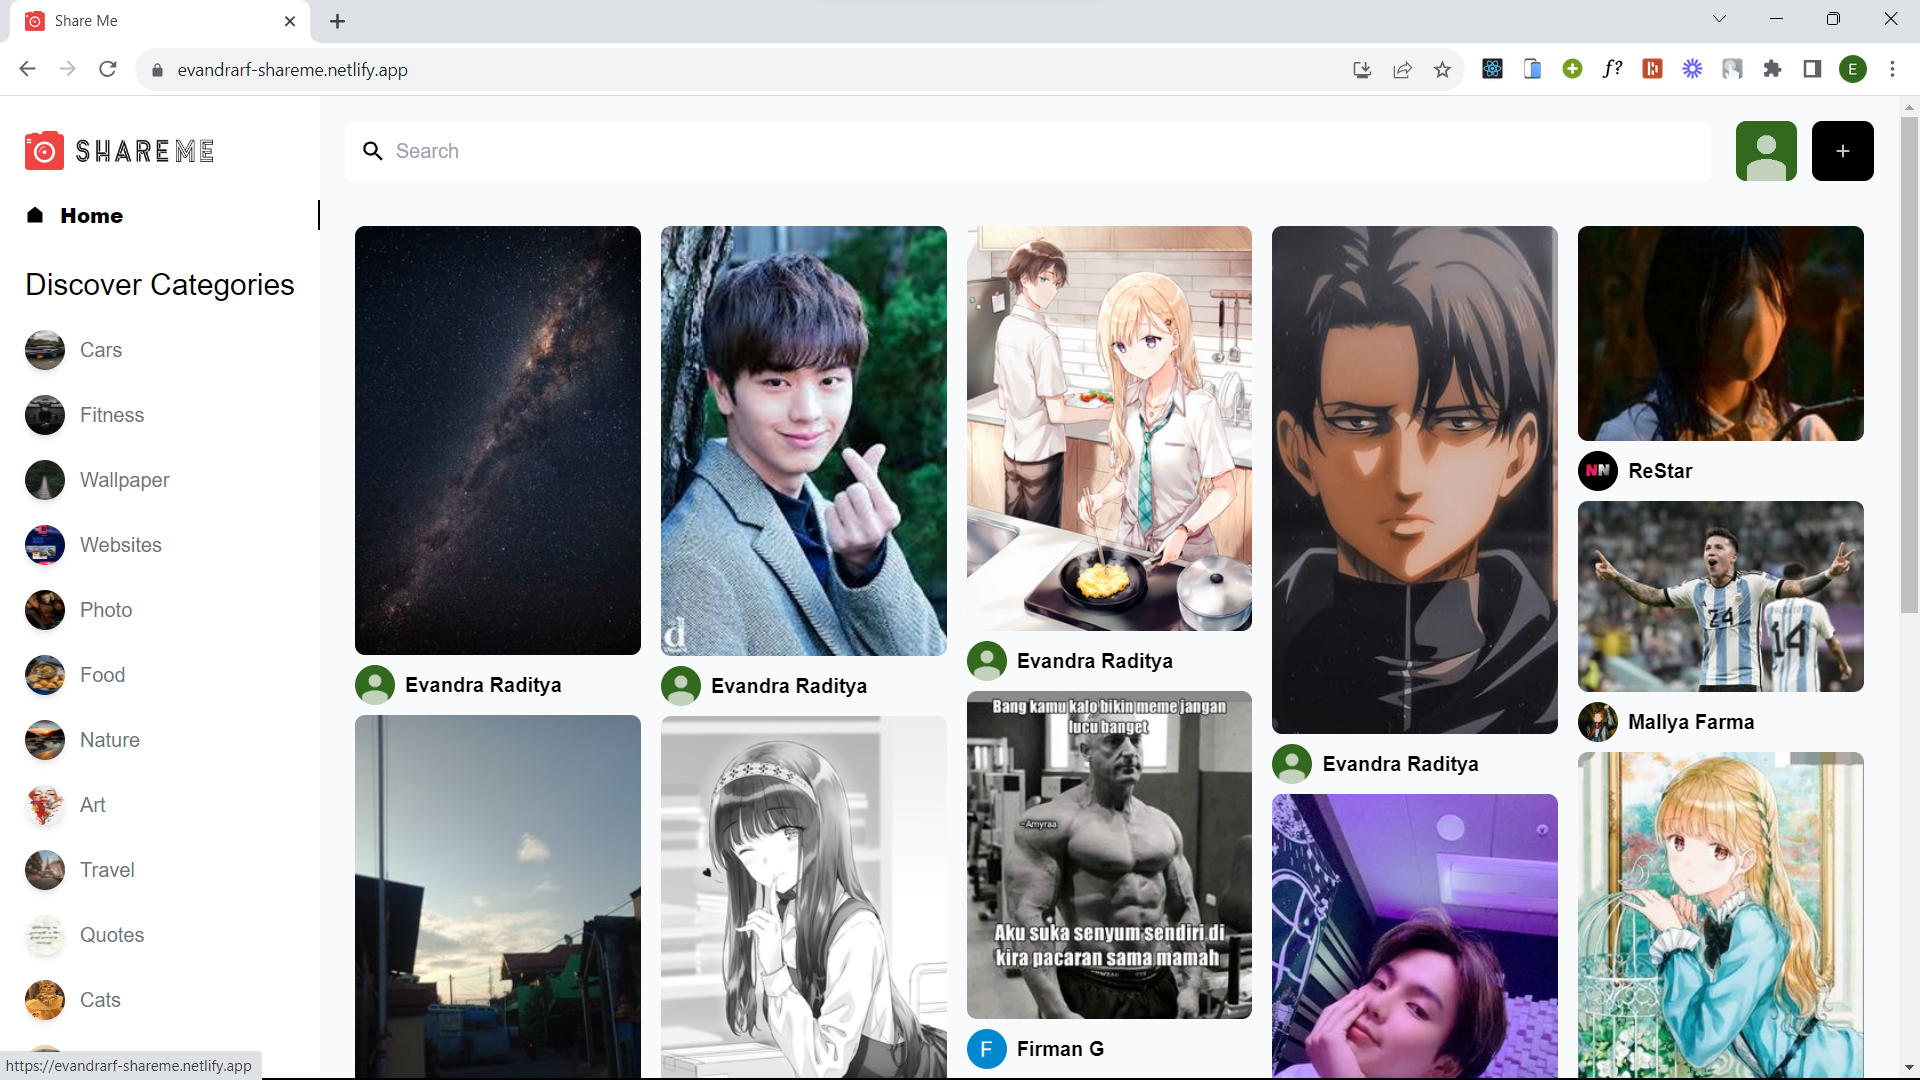 Share Me
evandrarf-shareme.netlify.app
f?
E
SHAREME
Search
+
Home
Discover Categories
Cars
Fitness
Wallpaper
Websites
Photo
Food
Nature
Art
Travel
Quotes
Cats
https://evandrarf-shareme.netlify.app
Evandra Raditya
d
Evandra Raditya
Evandra Raditya
Bang kamu kalo bikin meme jangan
lucu banget
-Amyraa
Aku suka senyum sendiri di
kira pacaran sama mamah
F
Firman G
Evandra Raditya
NN
ReStar
24
14
Mallya Farma